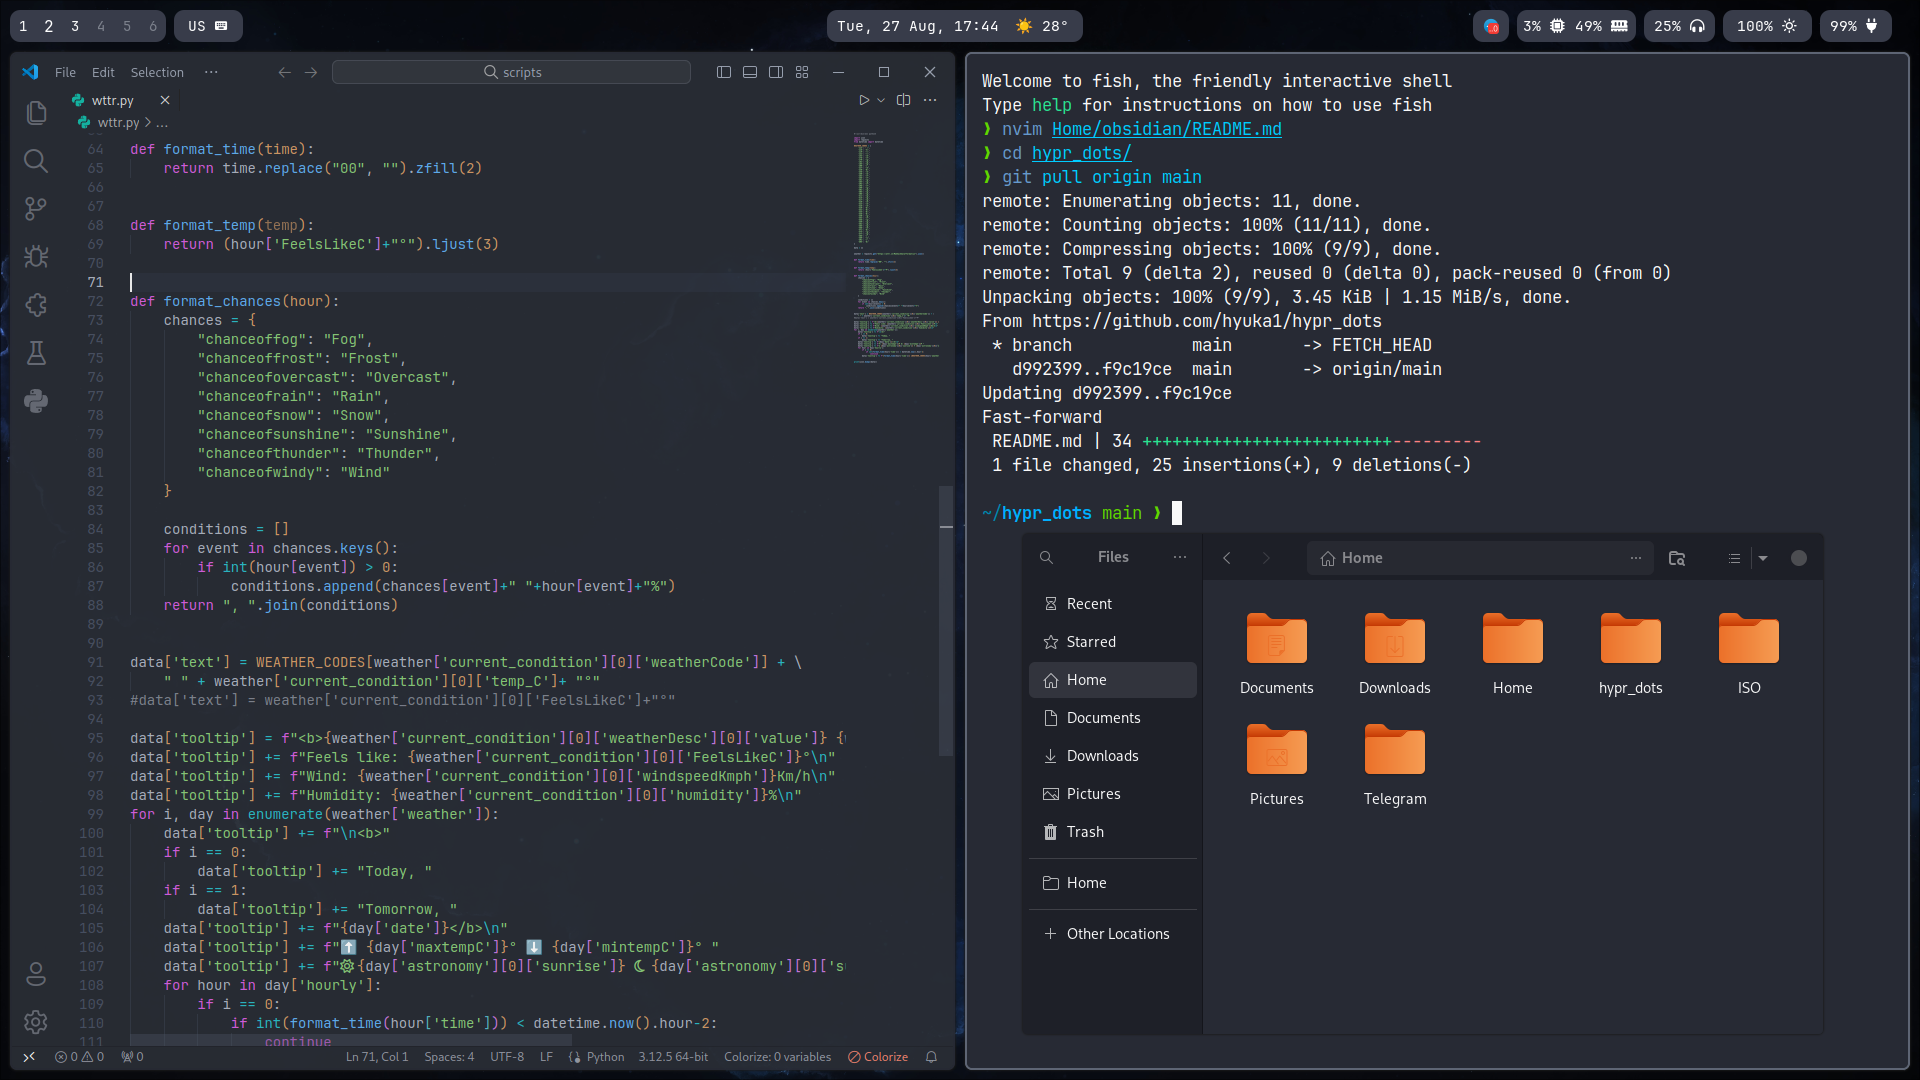 1 2 3 4 5 6 US
Tue, 27 Aug, 17:44 28°
3% 49% 25% 100% 99%
File Edit Selection ···
scripts
wttr.py
wttr.py > ...
64 def format_time(time):
65 return time.replace("00", "").zfill(2)
66
67
68 def format_temp(temp):
69 return (hour['FeelsLikeC']+"°").ljust(3)
70
71
72 def format_chances(hour):
73 chances = {
74 "chanceoffog": "Fog",
75 "chanceoffrost": "Frost",
76 "chanceofovercast": "Overcast",
77 "chanceofrain": "Rain",
78 "chanceofsnow": "Snow",
79 "chanceofsunshine": "Sunshine",
80 "chanceofthunder": "Thunder",
81 "chanceofwindy": "Wind"
82 }
83
84 conditions = []
85 for event in chances.keys():
86 if int(hour[event]) > 0:
87 conditions.append(chances[event]+" "+hour[event]+"%")
88 return ", ".join(conditions)
89
90
91 data['text'] = WEATHER_CODES[weather['current_condition'][0]['weatherCode']] + \
92 " " + weather['current_condition'][0]['temp_C']+ "°"
93 #data['text'] = weather['current_condition'][0]['FeelsLikeC']+"°"
94
95 data['tooltip'] = f"<b>{weather['current_condition'][0]['weatherDesc'][0]['value']} {
96 data['tooltip'] += f"Feels like: {weather['current_condition'][0]['FeelsLikeC']}°\n"
97 data['tooltip'] += f"Wind: {weather['current_condition'][0]['windspeedKmph']}Km/h\n"
98 data['tooltip'] += f"Humidity: {weather['current_condition'][0]['humidity']}%\n"
99 for i, day in enumerate(weather['weather']):
100 data['tooltip'] += f"\n<b>"
101 if i == 0:
102 data['tooltip'] += "Today, "
103 if i == 1:
104 data['tooltip'] += "Tomorrow, "
105 data['tooltip'] += f"{day['date']}</b>\n"
106 data['tooltip'] += f"⬆️ {day['maxtempC']}° ⬇️ {day['mintempC']}° "
107 data['tooltip'] += f"{day['astronomy'][0]['sunrise']} {day['astronomy'][0]['s
108 for hour in day['hourly']:
109 if i == 0:
110 if int(format_time(hour['time'])) < datetime.now().hour-2:
111 continue
0 0 0 Ln 71, Col 1 Spaces: 4 UTF-8 LF Python 3.12.5 64-bit Colorize: 0 variables Colorize
Welcome to fish, the friendly interactive shell
Type help for instructions on how to use fish
❯ nvim Home/obsidian/README.md
❯ cd hypr_dots/
❯ git pull origin main
remote: Enumerating objects: 11, done.
remote: Counting objects: 100% (11/11), done.
remote: Compressing objects: 100% (9/9), done.
remote: Total 9 (delta 2), reused 0 (delta 0), pack-reused 0 (from 0)
Unpacking objects: 100% (9/9), 3.45 KiB | 1.15 MiB/s, done.
From https://github.com/hyuka1/hypr_dots
* branch main -> FETCH_HEAD
d992399..f9c19ce main -> origin/main
Updating d992399..f9c19ce
Fast-forward
README.md | 34 +++++++++++++++++++++++++---------
1 file changed, 25 insertions(+), 9 deletions(-)
~/hypr_dots main ❯
Files ··· Home ···
Recent
Starred
Home
Documents
Downloads
Pictures
Trash
Home
+ Other Locations
Documents Downloads Home hypr_dots ISO
Pictures Telegram